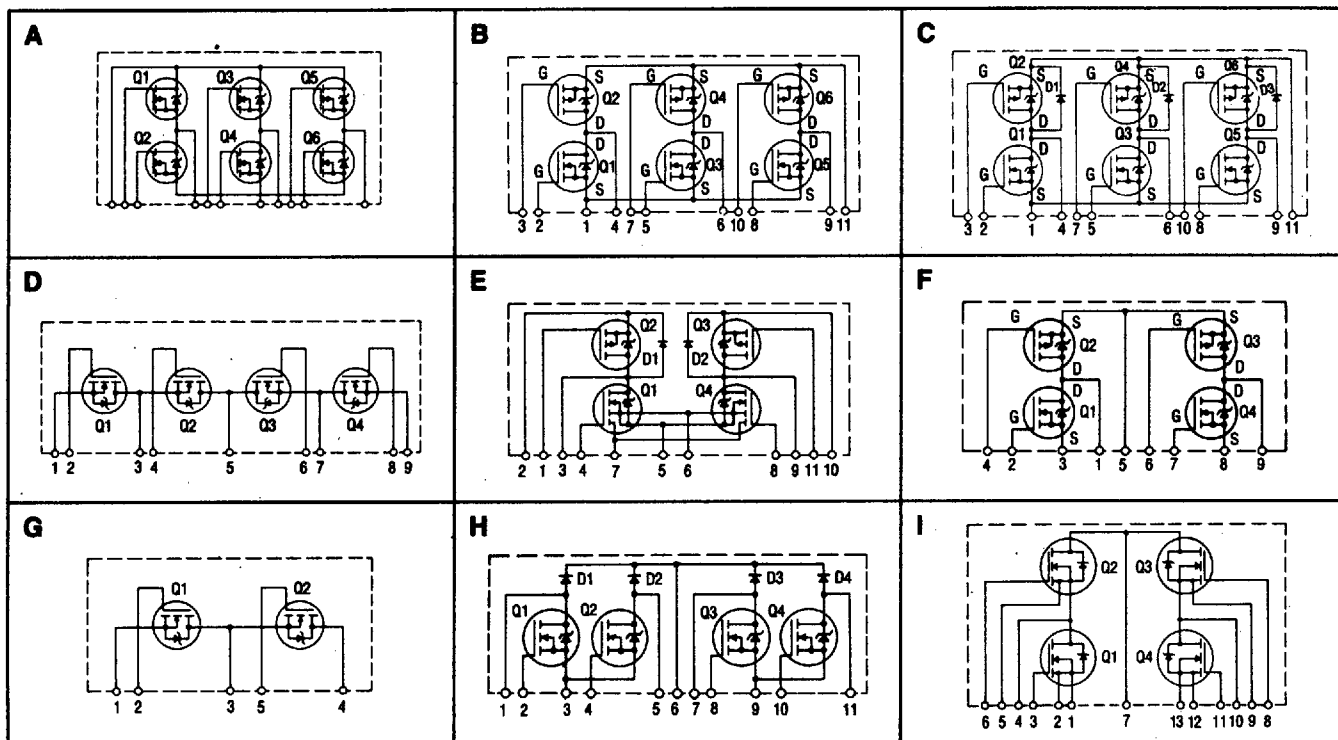 A
Q1 Q3 Q5
Q2 Q4 Q6
B
G S G S G S
Q2 Q4 Q6
D D D
D D D
G Q1 G Q3 G Q5
S S S
3 2 1 4 7 5 6 10 8 9 11
C
Q2 Q4 Q6
G S G S G S
D1 D2 D3
Q1 D Q3 D Q5 D
G G G
S S S
3 2 1 4 7 5 6 10 8 9 11
D
Q1 Q2 Q3 Q4
1 2 3 4 5 6 7 8 9
E
Q2 Q3
D1 D2
Q1 Q4
2 1 3 4 7 5 6 8 9 11 10
F
G S G S
Q2 Q3
D D
D D
G Q1 G Q4
S S
4 2 3 1 5 6 7 8 9
G
Q1 Q2
1 2 3 5 4
H
D1 D2 D3 D4
Q1 Q2 Q3 Q4
1 2 3 4 5 6 7 8 9 10 11
I
Q2 Q3
Q1 Q4
6 5 4 3 2 1 7 13 12 11 10 9 8